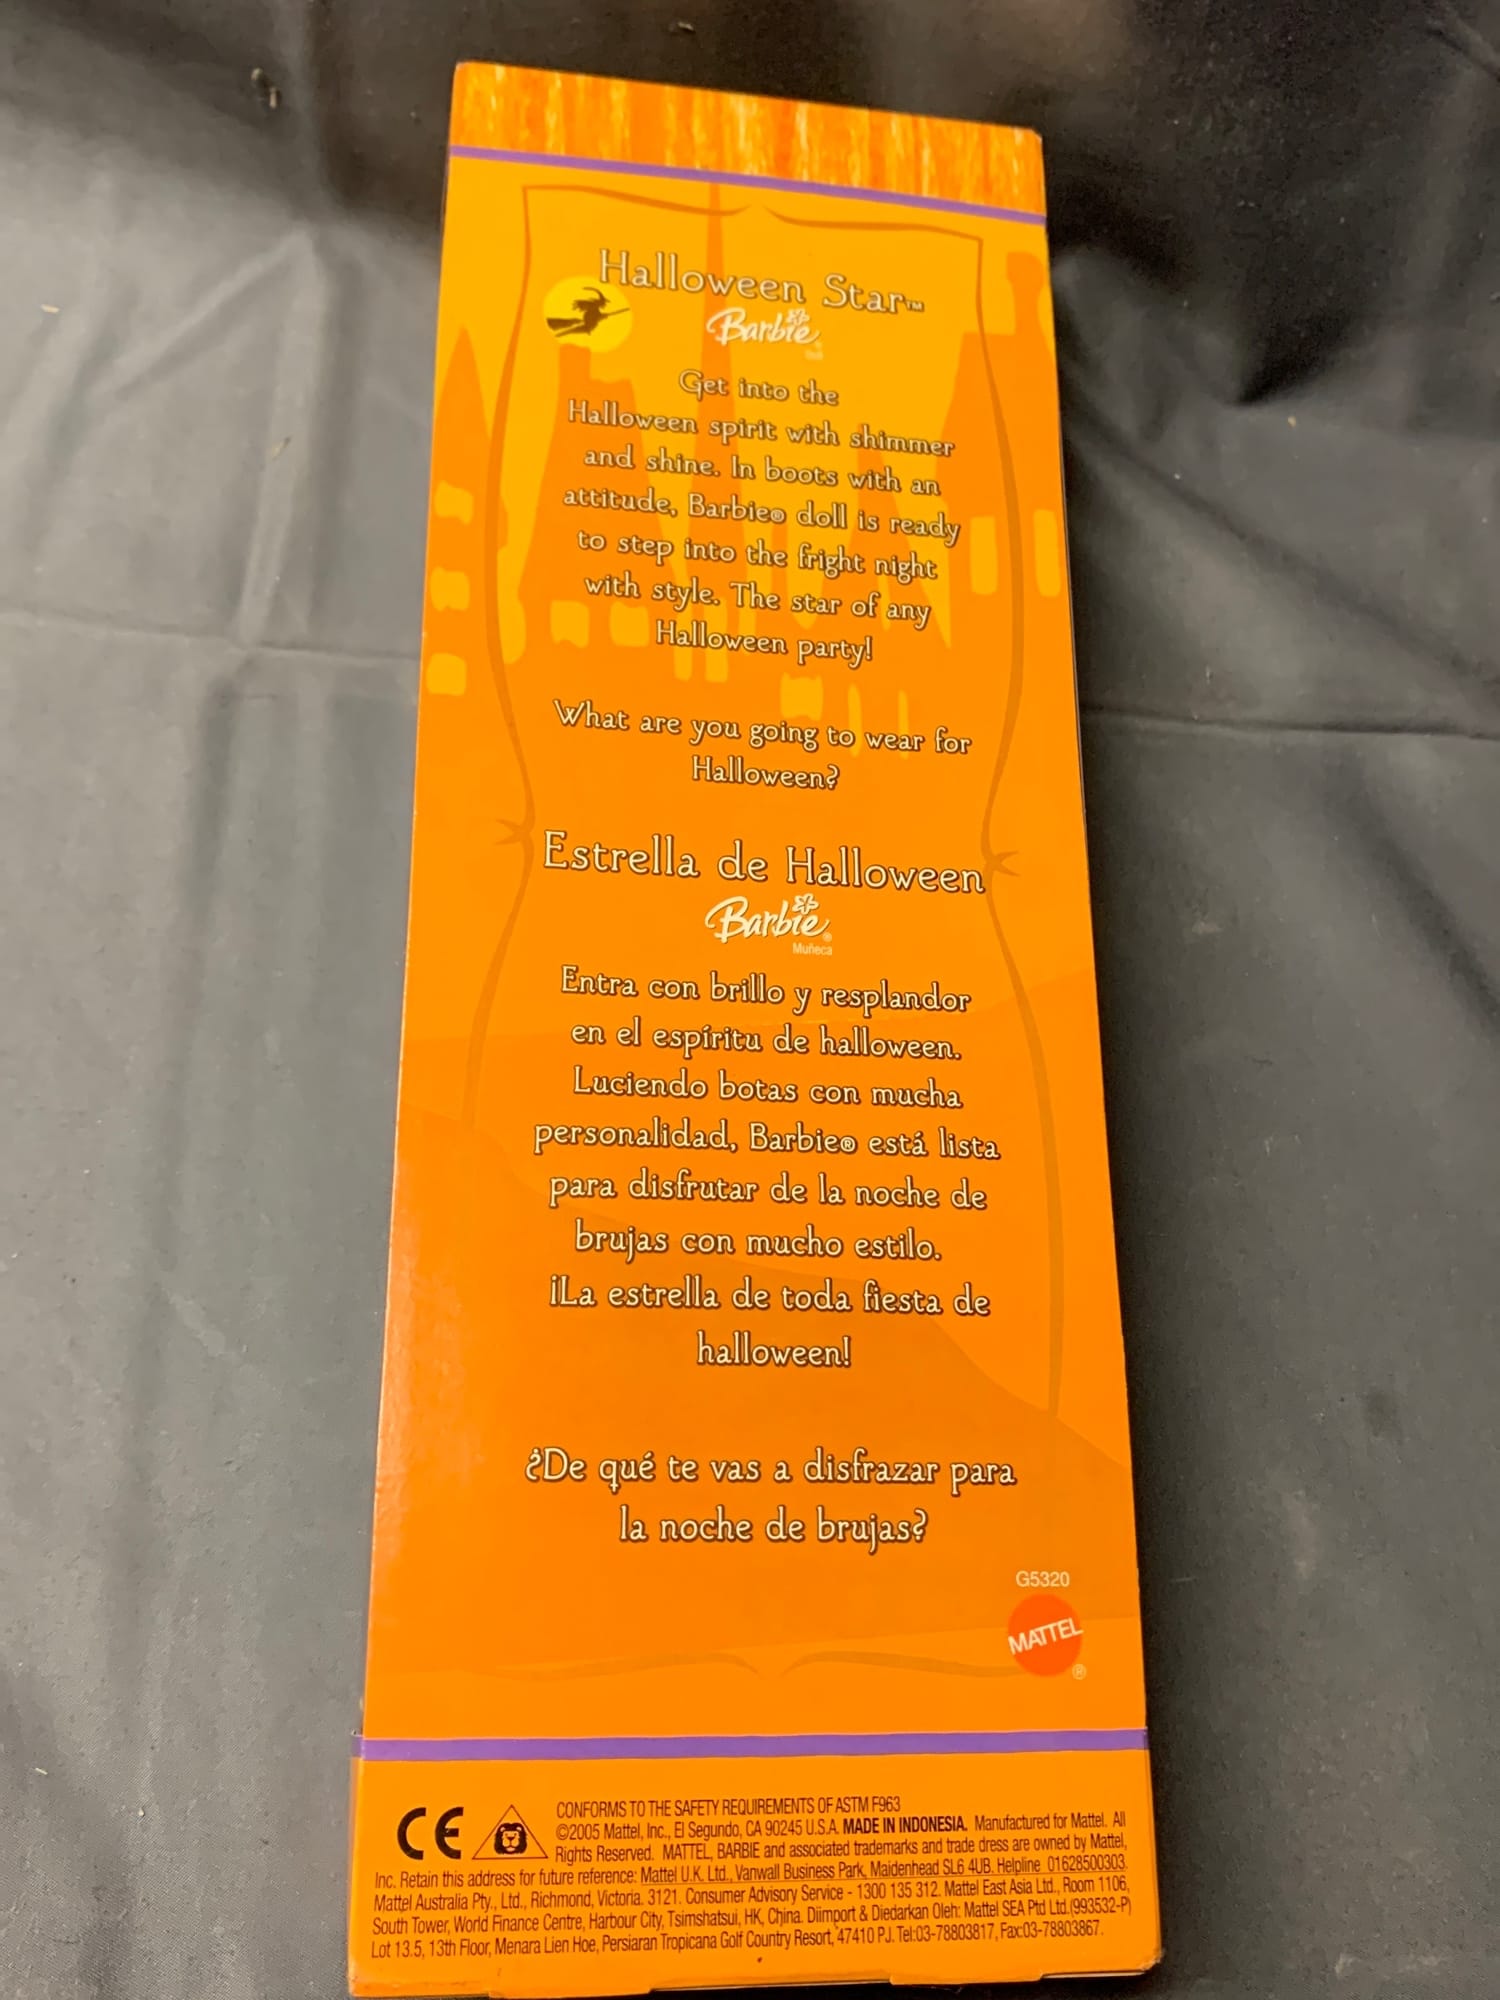 Halloween Star™
Barbie
Get into the
Halloween spirit with shimmer
and shine. In boots with an
attitude, Barbie® doll is ready
to step into the fright night
with style. The star of any
Halloween party!
What are you going to wear for
Halloween?
Estrella de Halloween
Barbie®
Muñeca
Entra con brillo y resplandor
en el espíritu de halloween.
Luciendo botas con mucha
personalidad, Barbie® está lista
para disfrutar de la noche de
brujas con mucho estilo.
¡La estrella de toda fiesta de
halloween!
¿De qué te vas a disfrazar para
la noche de brujas?
G5320
MATTEL
®
CE
CONFORMS TO THE SAFETY REQUIREMENTS OF ASTM F963
©2005 Mattel, Inc., El Segundo, CA 90245 U.S.A. MADE IN INDONESIA. Manufactured for Mattel. All
Rights Reserved. MATTEL, BARBIE and associated trademarks and trade dress are owned by Mattel,
Inc. Retain this address for future reference: Mattel U.K. Ltd., Vanwall Business Park, Maidenhead SL6 4UB. Helpline 01628500303.
Mattel Australia Pty., Ltd., Richmond, Victoria. 3121. Consumer Advisory Service - 1300 135 312. Mattel East Asia Ltd., Room 1106,
South Tower, World Finance Centre, Harbour City, Tsimshatsui, HK, China. Diimport & Diedarkan Oleh: Mattel SEA Ptd Ltd.(993532-P)
Lot 13.5, 13th Floor, Menara Lien Hoe, Persiaran Tropicana Golf Country Resort, 47410 PJ. Tel:03-78803817, Fax:03-78803867.